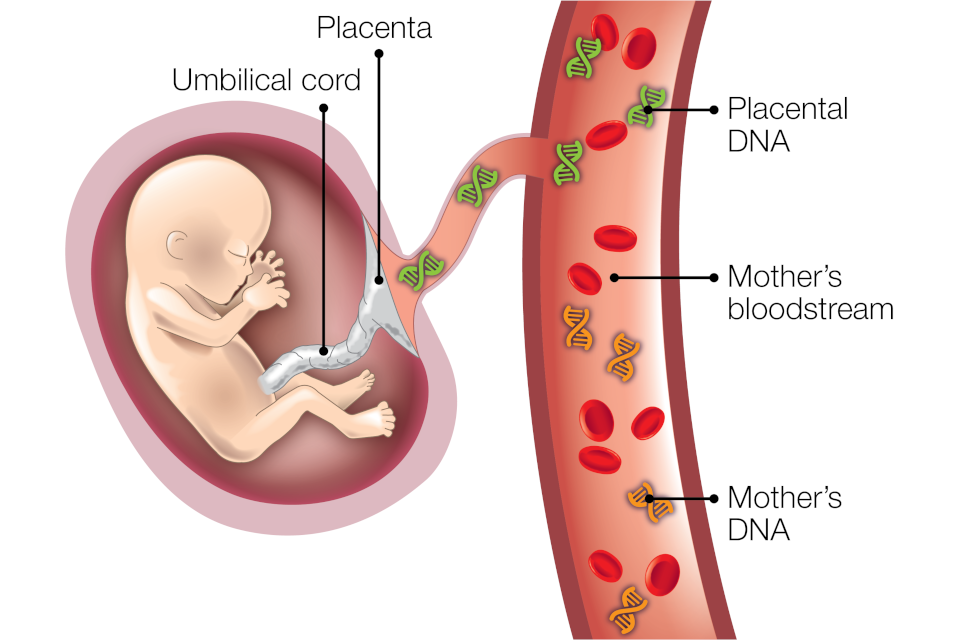 Placenta
Umbilical cord
Placental
DNA
Mother’s
bloodstream
Mother’s
DNA